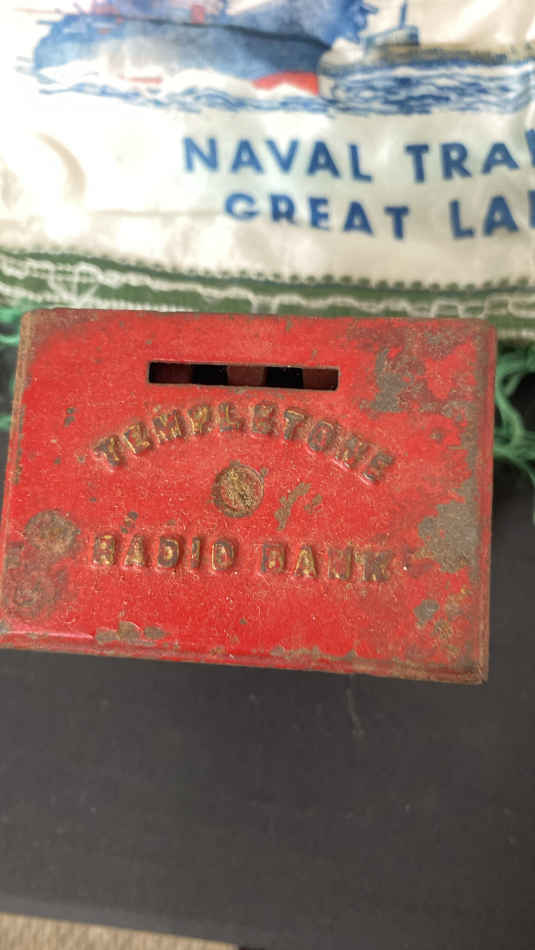 NAVAL TRA
GREAT LA
TEMPLETONE
RADIO BANK